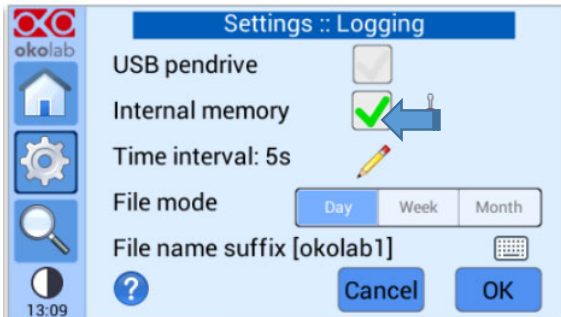 Settings :: Logging
okolab
USB pendrive
Internal memory
Time interval: 5s
File mode
Day
Week
Month
File name suffix [okolab1]
?
Cancel
OK
13:09